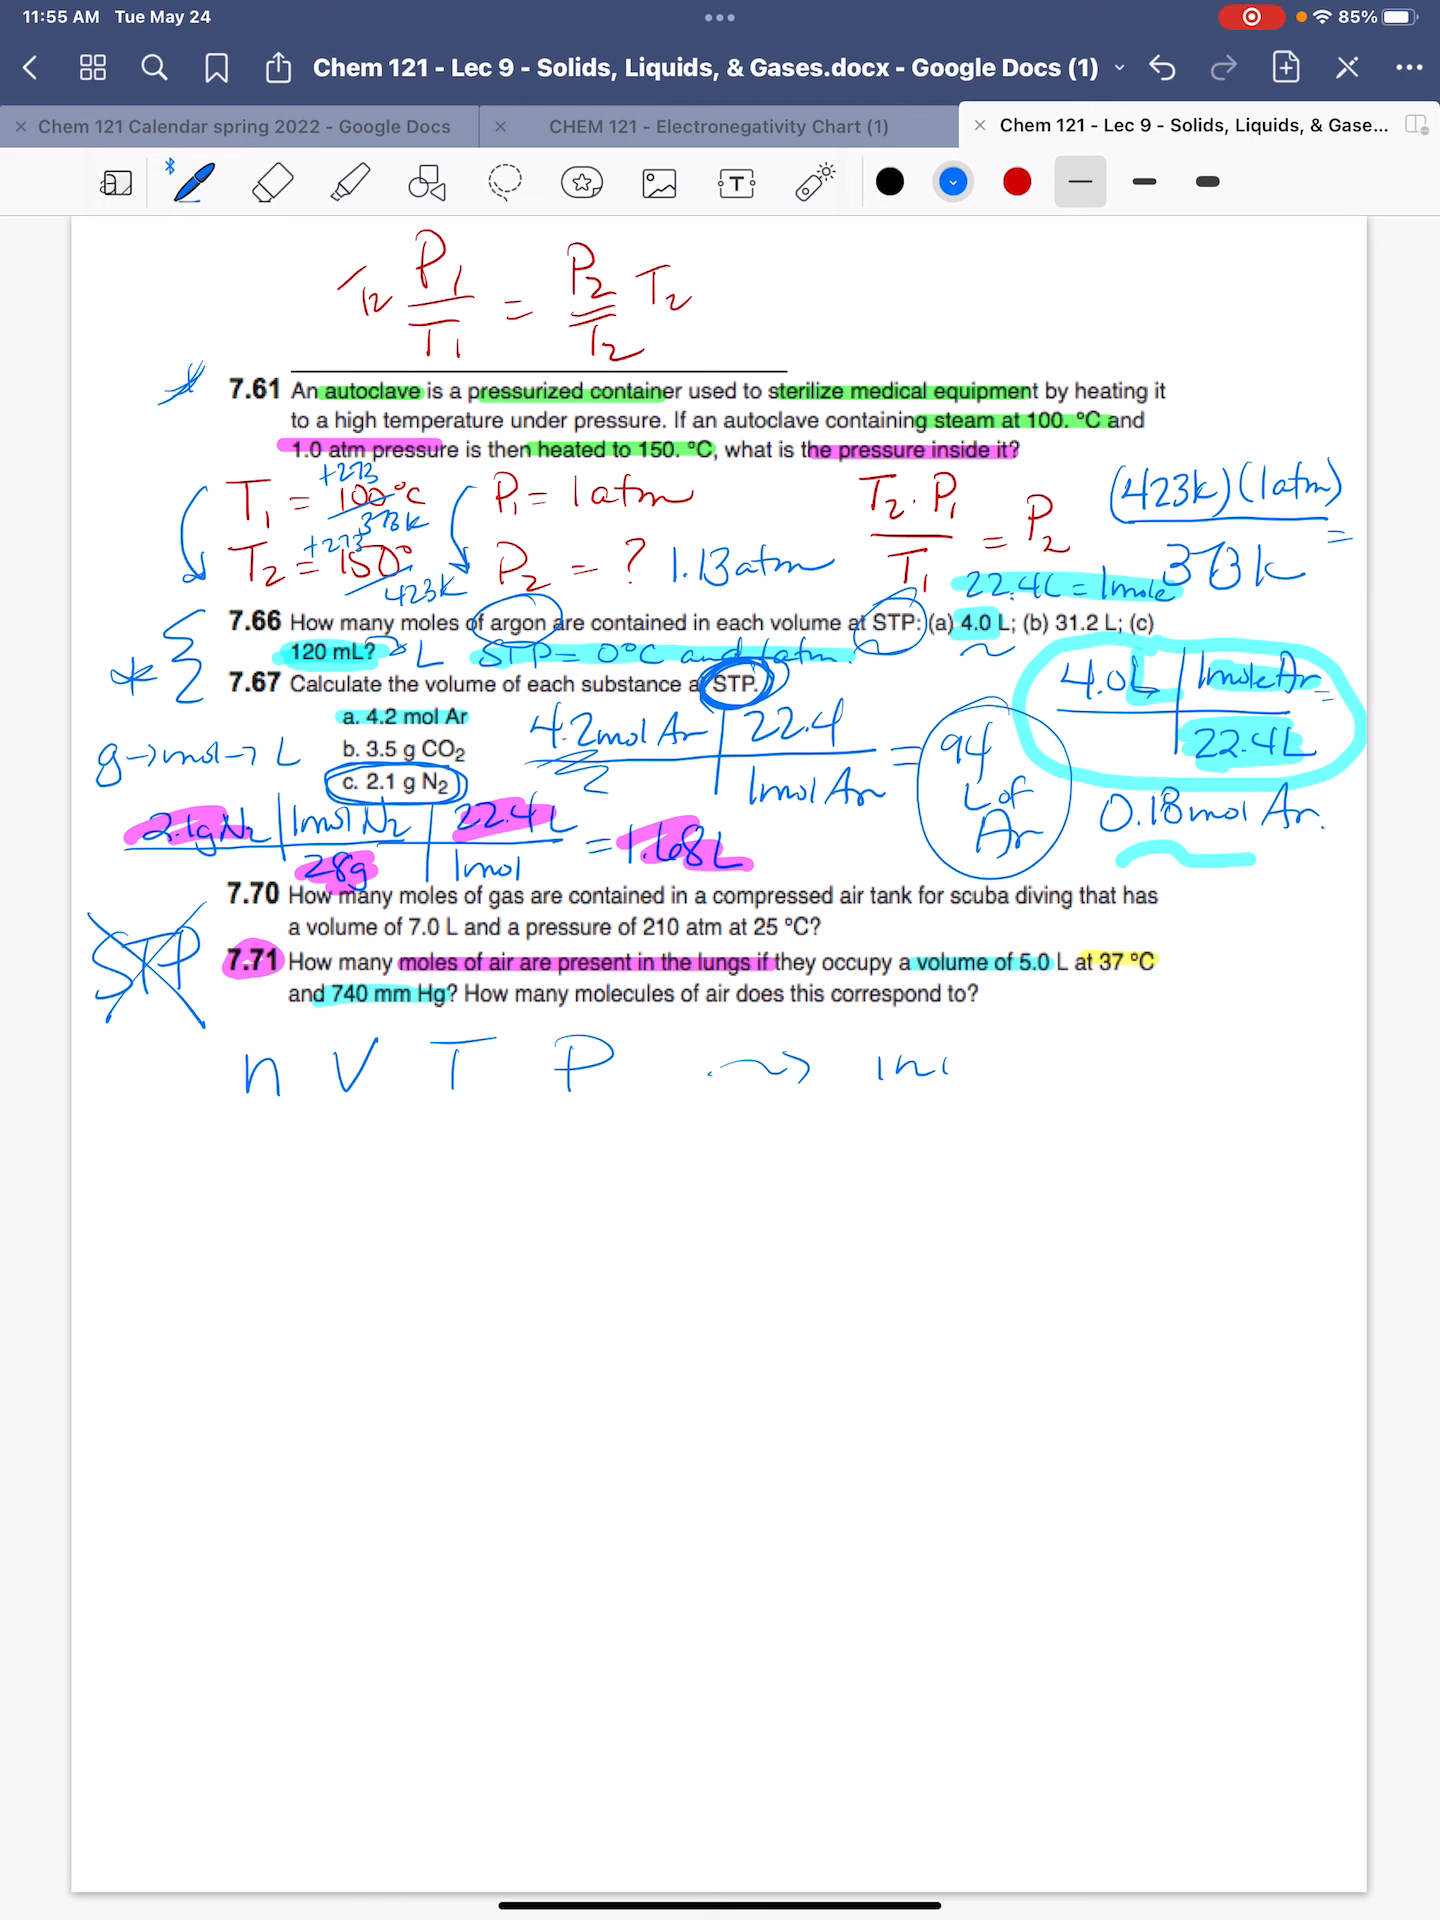 11:55 AM Tue May 24
85%
Chem 121 - Lec 9 - Solids, Liquids, & Gases.docx - Google Docs (1)
Chem 121 Calendar spring 2022 - Google Docs
CHEM 121 - Electronegativity Chart (1)
Chem 121 - Lec 9 - Solids, Liquids, & Gase...
T2 P1/T1 = P2/T2 T2
7.61 An autoclave is a pressurized container used to sterilize medical equipment by heating it
to a high temperature under pressure. If an autoclave containing steam at 100. °C and
1.0 atm pressure is then heated to 150. °C, what is the pressure inside it?
T1 = 100°C +273 373K P1 = 1atm T2·P1/T1 = P2 (423K)(1atm)/373K =
T2 = 150° +273 423K P2 = ? 1.13atm
22.4L = 1mole
7.66 How many moles of argon are contained in each volume at STP: (a) 4.0 L; (b) 31.2 L; (c)
120 mL? → L STP = 0°C and 1atm.
7.67 Calculate the volume of each substance at STP.
4.0L | 1mole Ar
22.4L
0.18mol Ar.
a. 4.2 mol Ar
4.2mol Ar | 22.4
1mol Ar
= 94 L of Ar
g→mol→L
b. 3.5 g CO2
c. 2.1 g N2
2.1gN2 | 1mol N2 | 22.4L = 1.68L
28g | 1mol
7.70 How many moles of gas are contained in a compressed air tank for scuba diving that has
a volume of 7.0 L and a pressure of 210 atm at 25 °C?
STP
7.71 How many moles of air are present in the lungs if they occupy a volume of 5.0 L at 37 °C
and 740 mm Hg? How many molecules of air does this correspond to?
n V T P